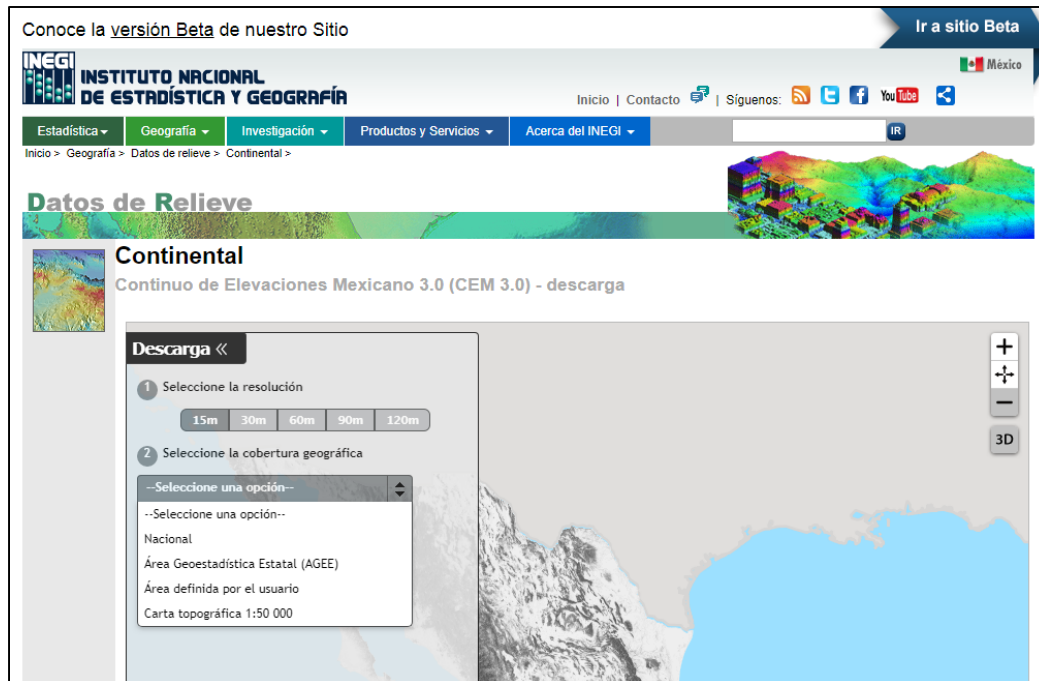 Conoce la versión Beta de nuestro Sitio
Ir a sitio Beta
INEGI
INSTITUTO NACIONAL
DE ESTADÍSTICA Y GEOGRAFÍA
México
Inicio | Contacto | Síguenos: You Tube
Estadística Geografía Investigación Productos y Servicios Acerca del INEGI IR
Inicio > Geografía > Datos de relieve > Continental >
Datos de Relieve
Continental
Continuo de Elevaciones Mexicano 3.0 (CEM 3.0) - descarga
Descarga «
1 Seleccione la resolución
15m 30m 60m 90m 120m
2 Seleccione la cobertura geográfica
--Seleccione una opción--
--Seleccione una opción--
Nacional
Área Geoestadística Estatal (AGEE)
Área definida por el usuario
Carta topográfica 1:50 000
+
−
3D